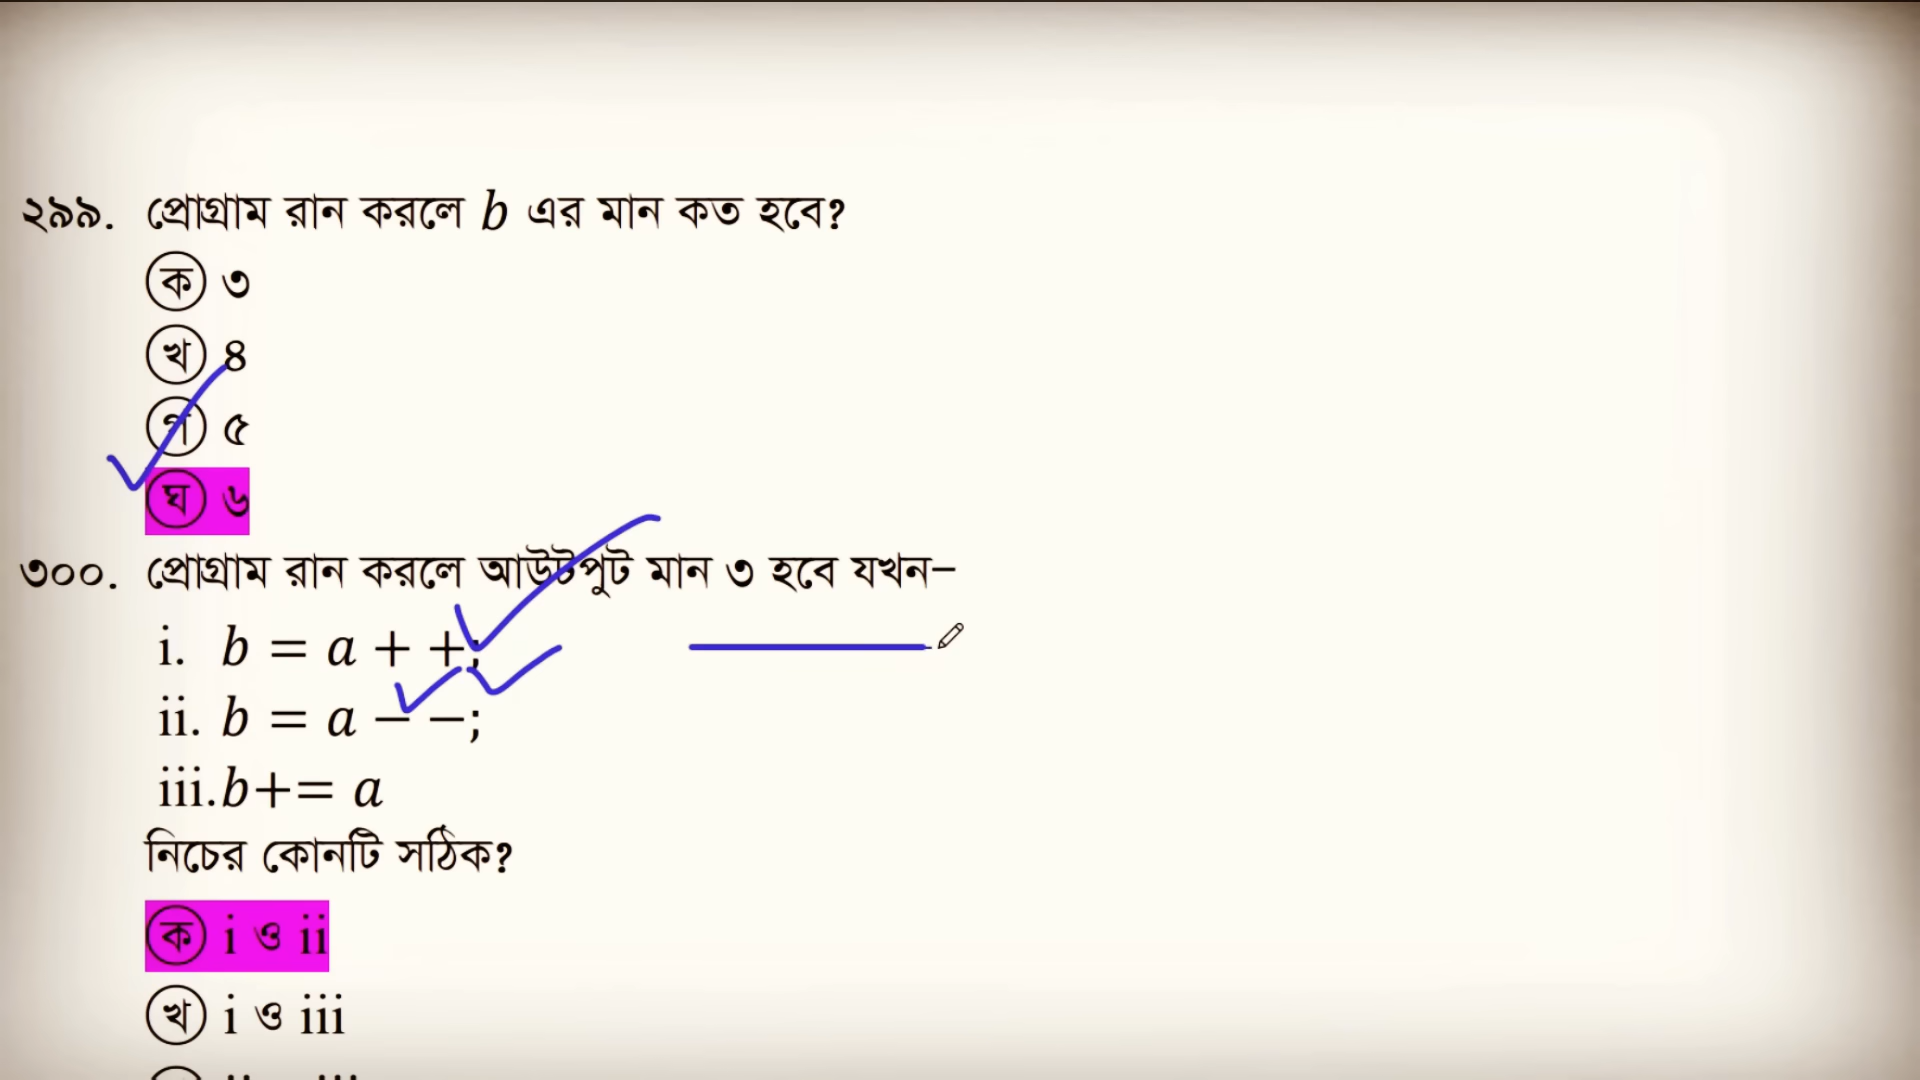 ২৯৯. প্রোগ্রাম রান করলে b এর মান কত হবে?
ক ৩
খ ৪
গ ৫
ঘ ৬
৩০০. প্রোগ্রাম রান করলে আউটপুট মান ৩ হবে যখন–
i. b = a + +;
ii. b = a – –;
iii. b+= a
নিচের কোনটি সঠিক?
ক i ও ii
খ i ও iii